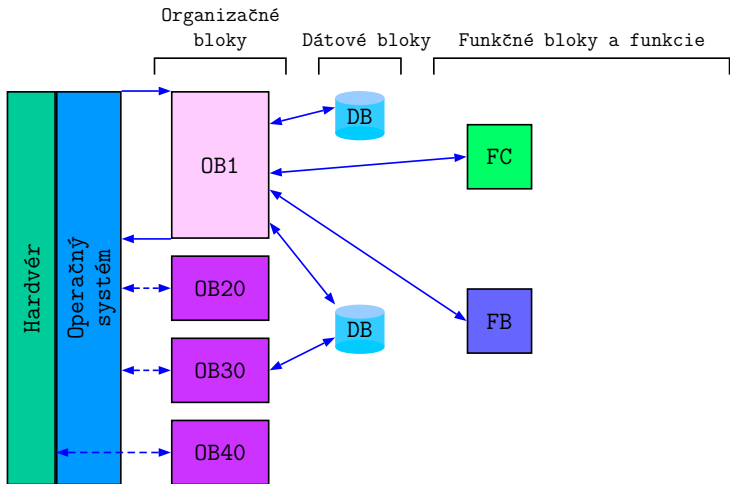 Organizačné
bloky
Dátové bloky
Funkčné bloky a funkcie
Hardvér
Operačný
systém
OB1
DB
FC
OB20
DB
FB
OB30
OB40